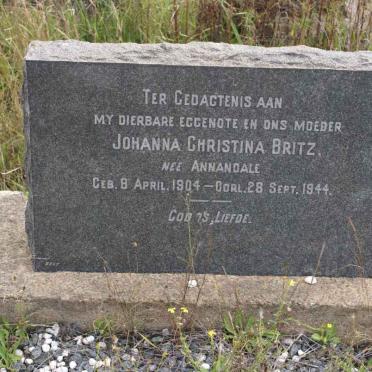 TER GEDAGTENIS AAN
MY DIERBARE EGGENOTE EN ONS MOEDER
JOHANNA CHRISTINA BRITZ,
NEE ANNANDALE
GEB. 8 APRIL. 1904 — OORL. 28 SEPT. 1944.
GOD IS, LIEFDE.